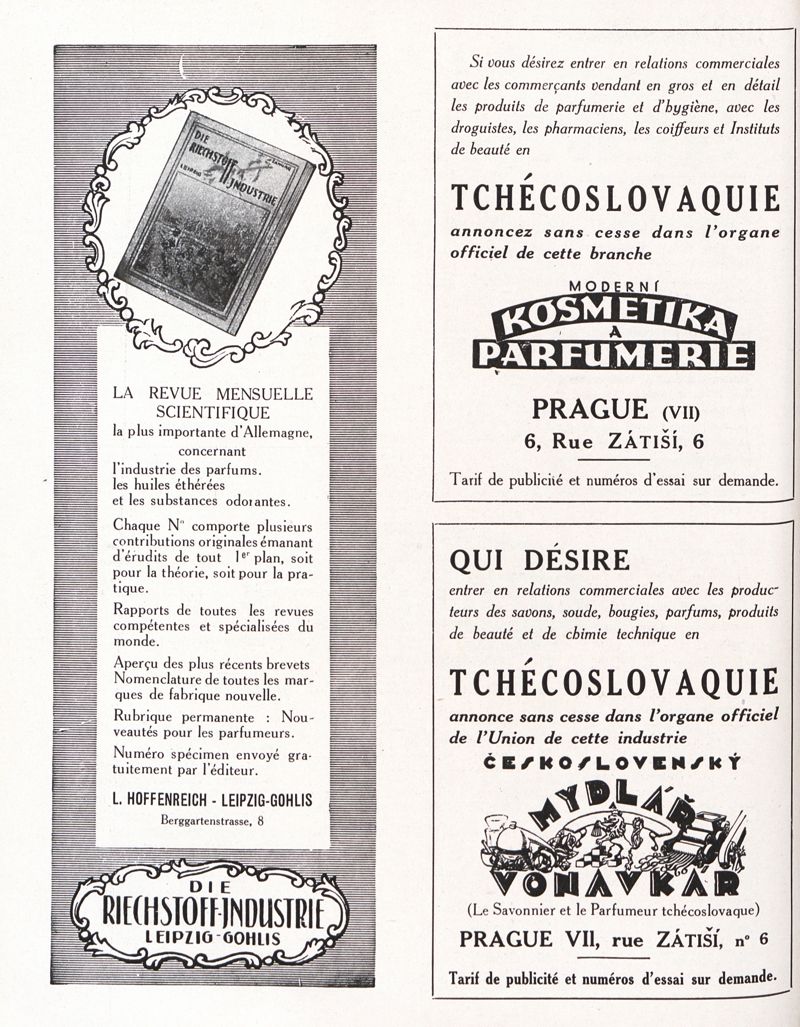 DIE
RIECHSTOFF
INDUSTRIE
LEIPZIG
LA REVUE MENSUELLE
SCIENTIFIQUE
la plus importante d'Allemagne,
concernant
l'industrie des parfums.
les huiles éthérées
et les substances odorantes.
Chaque N° comporte plusieurs
contributions originales émanant
d'érudits de tout 1er plan, soit
pour la théorie, soit pour la pra-
tique.
Rapports de toutes les revues
compétentes et spécialisées du
monde.
Aperçu des plus récents brevets
Nomenclature de toutes les mar-
ques de fabrique nouvelle.
Rubrique permanente : Nou-
veautés pour les parfumeurs.
Numéro spécimen envoyé gra-
tuitement par l'éditeur.
L. HOFFENREICH - LEIPZIG-GOHLIS
Berggartenstrasse, 8
DIE
RIECHSTOFF-INDUSTRIE
LEIPZIG-GOHLIS
Si vous désirez entrer en relations commerciales
avec les commerçants vendant en gros et en détail
les produits de parfumerie et d'hygiène, avec les
droguistes, les pharmaciens, les coiffeurs et Instituts
de beauté en
TCHÉCOSLOVAQUIE
annoncez sans cesse dans l'organe
officiel de cette branche
MODERNÍ
KOSMETIKA
A
PARFUMERIE
PRAGUE (VII)
6, Rue ZÁTIŠÍ, 6
Tarif de publicité et numéros d'essai sur demande.
QUI DÉSIRE
entrer en relations commerciales avec les produc-
teurs des savons, soude, bougies, parfums, produits
de beauté et de chimie technique en
TCHÉCOSLOVAQUIE
annonce sans cesse dans l'organe officiel
de l'Union de cette industrie
ČESKOSLOVENSKÝ
MYDLÁŘ
VOŇAVKÁŘ
(Le Savonnier et le Parfumeur tchécoslovaque)
PRAGUE VII, rue ZÁTIŠÍ, n° 6
Tarif de publicité et numéros d'essai sur demande.